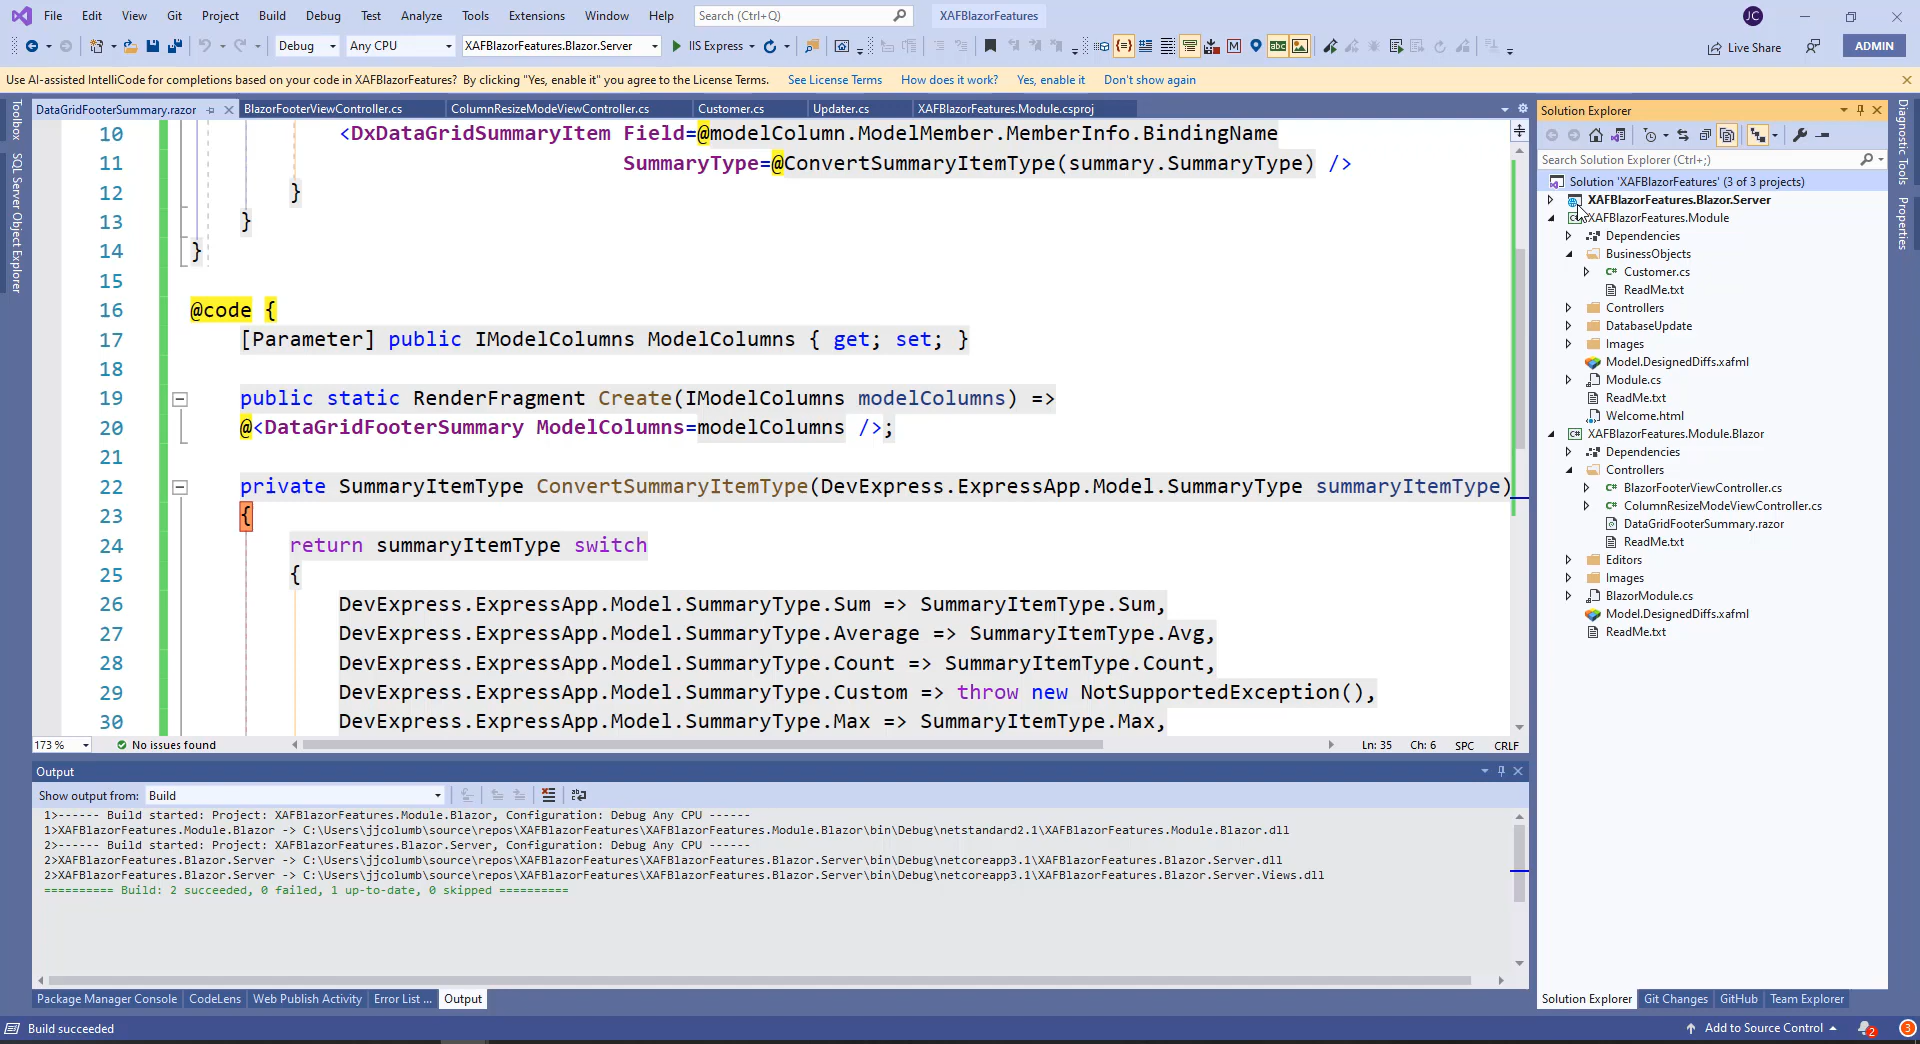 File Edit View Git Project Build Debug Test Analyze Tools Extensions Window Help Search (Ctrl+Q) XAFBlazorFeatures JC
Debug Any CPU XAFBlazorFeatures.Blazor.Server IIS Express Live Share ADMIN
Use AI-assisted IntelliCode for completions based on your code in XAFBlazorFeatures? By clicking "Yes, enable it" you agree to the License Terms. See License Terms How does it work? Yes, enable it Don't show again
Toolbox
SQL Server Object Explorer
DataGridFooterSummary.razor BlazorFooterViewController.cs ColumnResizeModeViewController.cs Customer.cs Updater.cs XAFBlazorFeatures.Module.csproj
10 <DxDataGridSummaryItem Field=@modelColumn.ModelMember.MemberInfo.BindingName
11 SummaryType=@ConvertSummaryItemType(summary.SummaryType) />
12 }
13 }
14 }
15
16 @code {
17 [Parameter] public IModelColumns ModelColumns { get; set; }
18
19 public static RenderFragment Create(IModelColumns modelColumns) =>
20 @<DataGridFooterSummary ModelColumns=modelColumns />;
21
22 private SummaryItemType ConvertSummaryItemType(DevExpress.ExpressApp.Model.SummaryType summaryItemType)
23 {
24 return summaryItemType switch
25 {
26 DevExpress.ExpressApp.Model.SummaryType.Sum => SummaryItemType.Sum,
27 DevExpress.ExpressApp.Model.SummaryType.Average => SummaryItemType.Avg,
28 DevExpress.ExpressApp.Model.SummaryType.Count => SummaryItemType.Count,
29 DevExpress.ExpressApp.Model.SummaryType.Custom => throw new NotSupportedException(),
30 DevExpress.ExpressApp.Model.SummaryType.Max => SummaryItemType.Max,
173 % No issues found Ln: 35 Ch: 6 SPC CRLF
Output
Show output from: Build
1>------ Build started: Project: XAFBlazorFeatures.Module.Blazor, Configuration: Debug Any CPU ------
1>XAFBlazorFeatures.Module.Blazor -> C:\Users\jjcolumb\source\repos\XAFBlazorFeatures\XAFBlazorFeatures.Module.Blazor\bin\Debug\netstandard2.1\XAFBlazorFeatures.Module.Blazor.dll
2>------ Build started: Project: XAFBlazorFeatures.Blazor.Server, Configuration: Debug Any CPU ------
2>XAFBlazorFeatures.Blazor.Server -> C:\Users\jjcolumb\source\repos\XAFBlazorFeatures\XAFBlazorFeatures.Blazor.Server\bin\Debug\netcoreapp3.1\XAFBlazorFeatures.Blazor.Server.dll
2>XAFBlazorFeatures.Blazor.Server -> C:\Users\jjcolumb\source\repos\XAFBlazorFeatures\XAFBlazorFeatures.Blazor.Server\bin\Debug\netcoreapp3.1\XAFBlazorFeatures.Blazor.Server.Views.dll
========== Build: 2 succeeded, 0 failed, 1 up-to-date, 0 skipped ==========
Package Manager Console CodeLens Web Publish Activity Error List ... Output
Solution Explorer
Search Solution Explorer (Ctrl+;)
Solution 'XAFBlazorFeatures' (3 of 3 projects)
XAFBlazorFeatures.Blazor.Server
XAFBlazorFeatures.Module
Dependencies
BusinessObjects
Customer.cs
ReadMe.txt
Controllers
DatabaseUpdate
Images
Model.DesignedDiffs.xafml
Module.cs
ReadMe.txt
Welcome.html
XAFBlazorFeatures.Module.Blazor
Dependencies
Controllers
BlazorFooterViewController.cs
ColumnResizeModeViewController.cs
DataGridFooterSummary.razor
ReadMe.txt
Editors
Images
BlazorModule.cs
Model.DesignedDiffs.xafml
ReadMe.txt
Solution Explorer Git Changes GitHub Team Explorer
Diagnostic Tools
Properties
Build succeeded Add to Source Control 2 3